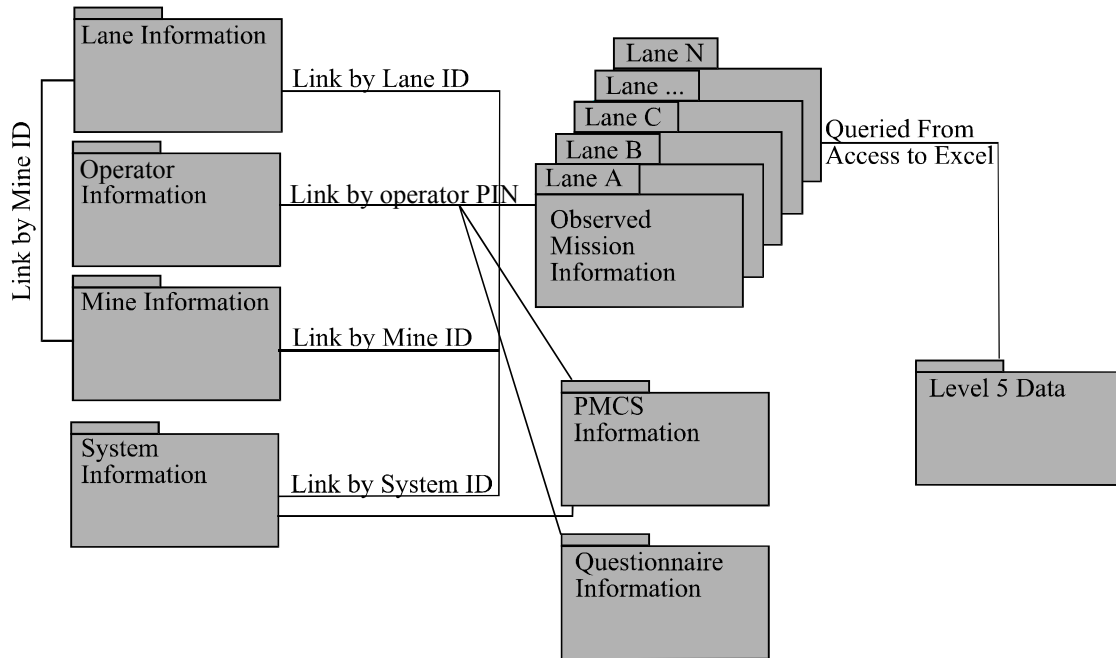 Lane Information
Link by Lane ID
Link by Mine ID
Operator
Information
Link by operator PIN
Mine Information
Link by Mine ID
System
Information
Link by System ID
Lane N
Lane ...
Lane C
Lane B
Lane A
Observed
Mission
Information
Queried From
Access to Excel
PMCS
Information
Questionnaire
Information
Level 5 Data